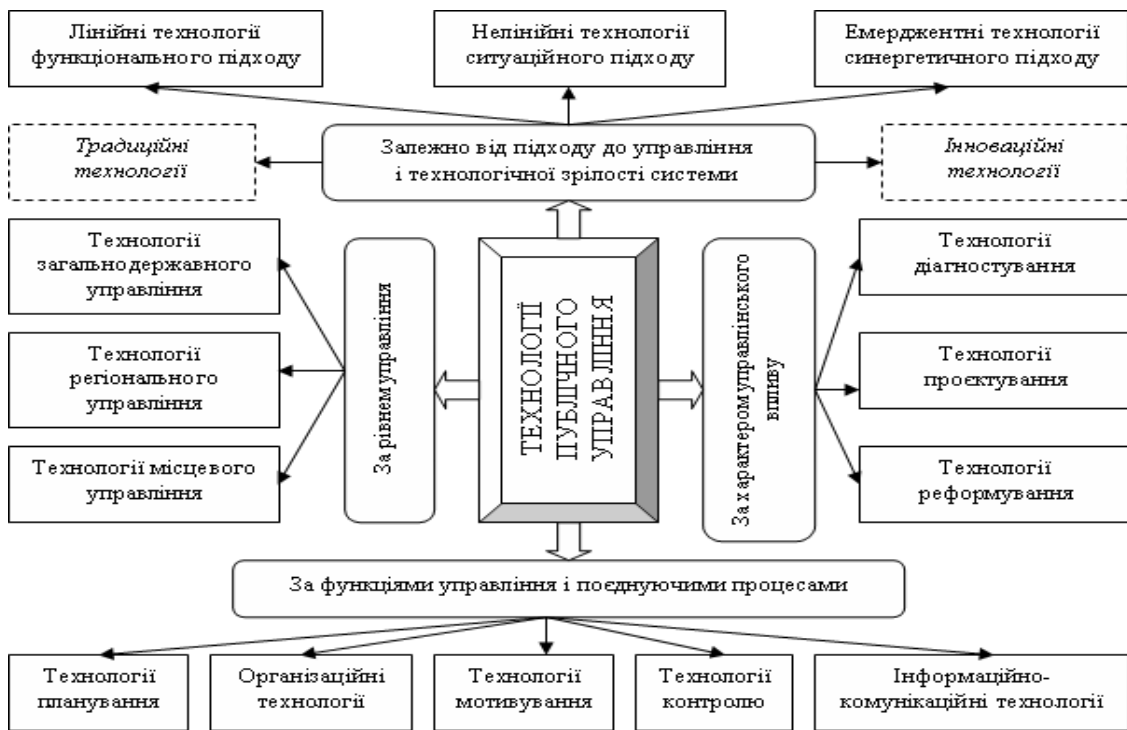 Лінійні технології
функціонального підходу
Нелінійні технології
ситуаційного підходу
Емерджентні технології
синергетичного підходу
Традиційні
технології
Залежно від підходу до управління
і технологічної зрілості системи
Інноваційні
технології
Технології
загальнодержавного
управління
Технології
регіонального
управління
Технології місцевого
управління
За рівнем управління
ТЕХНОЛОГІЇ
ПУБЛІЧНОГО
УПРАВЛІННЯ
За характером управлінського
впливу
Технології
діагностування
Технології
проєктування
Технології
реформування
За функціями управління і поєднуючими процесами
Технології
планування
Організаційні
технології
Технології
мотивування
Технології
контролю
Інформаційно-
комунікаційні технології